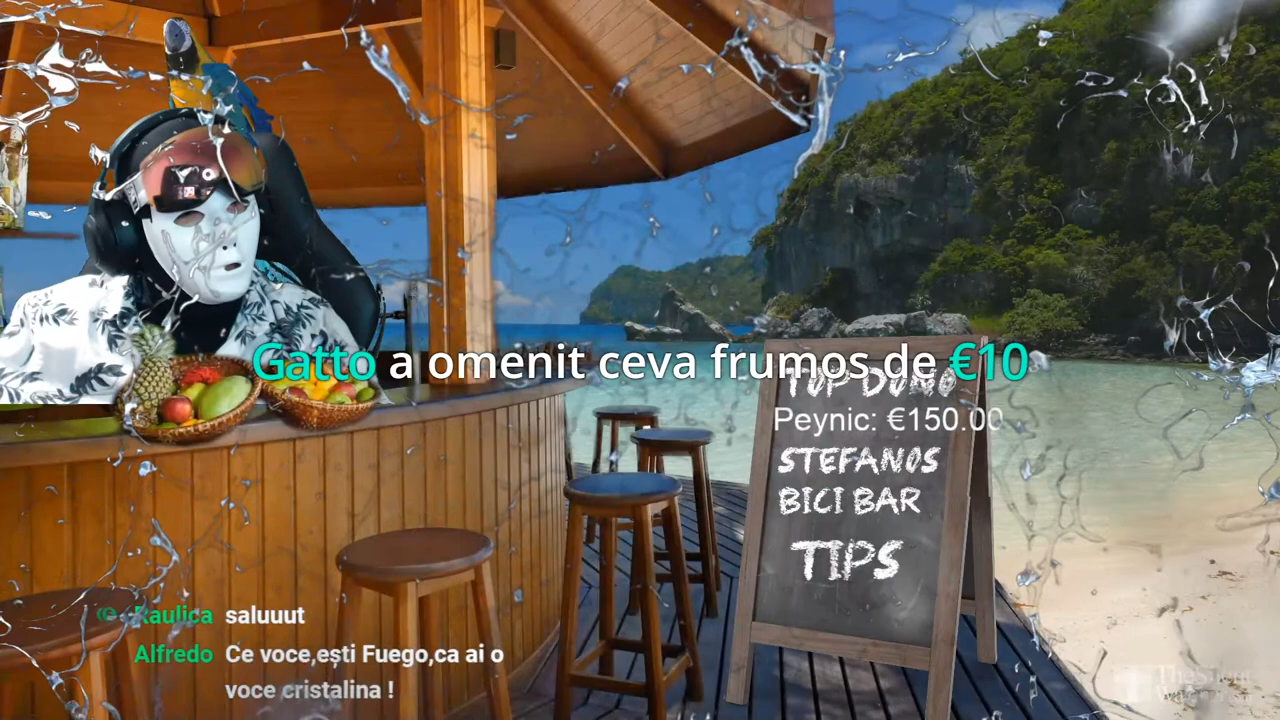 Gatto a omenit ceva frumos de €10
TOP DONO
Peynic: €150.00
STEFANOS
BICI BAR
TIPS
Raulica saluuut
Alfredo Ce voce,ești Fuego,ca ai o
voce cristalina !